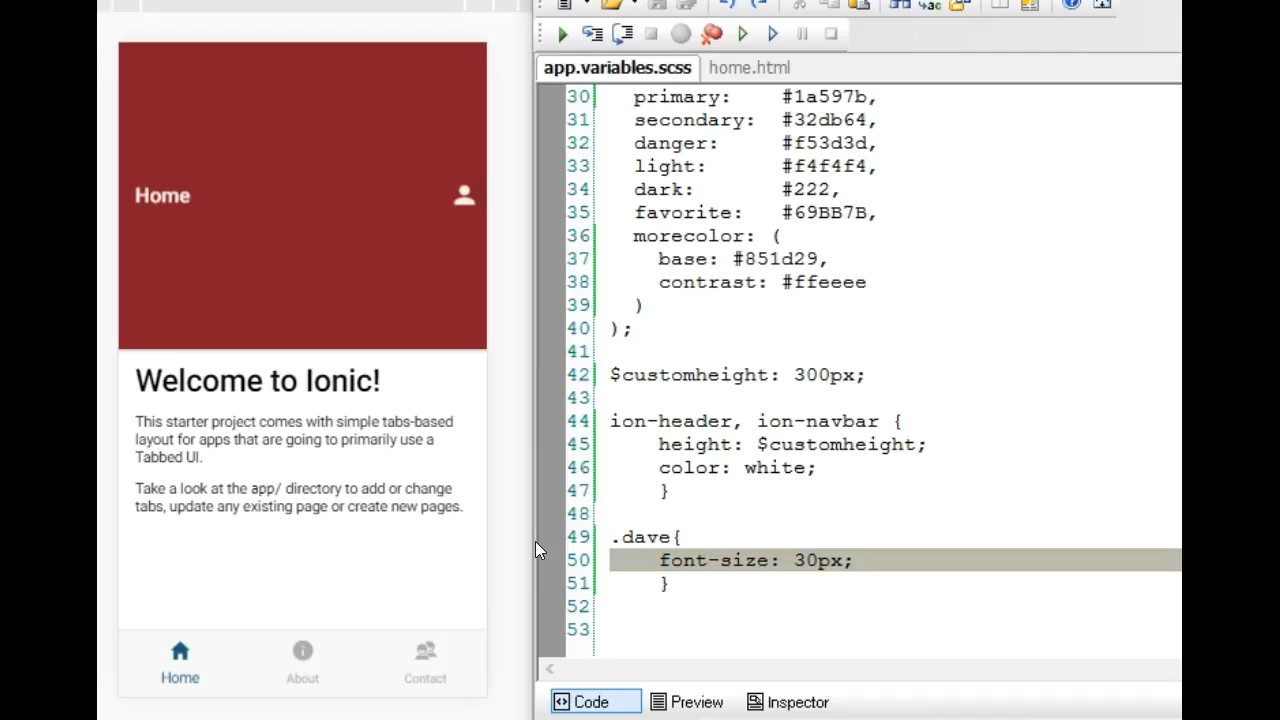 Home
Welcome to Ionic!
This starter project comes with simple tabs-based
layout for apps that are going to primarily use a
Tabbed UI.
Take a look at the app/ directory to add or change
tabs, update any existing page or create new pages.
Home
About
Contact
app.variables.scss
home.html
30 primary: #1a597b,
31 secondary: #32db64,
32 danger: #f53d3d,
33 light: #f4f4f4,
34 dark: #222,
35 favorite: #69BB7B,
36 morecolor: (
37 base: #851d29,
38 contrast: #ffeeee
39 )
40 );
41
42 $customheight: 300px;
43
44 ion-header, ion-navbar {
45 height: $customheight;
46 color: white;
47 }
48
49 .dave{
50 font-size: 30px;
51 }
52
53
Code
Preview
Inspector